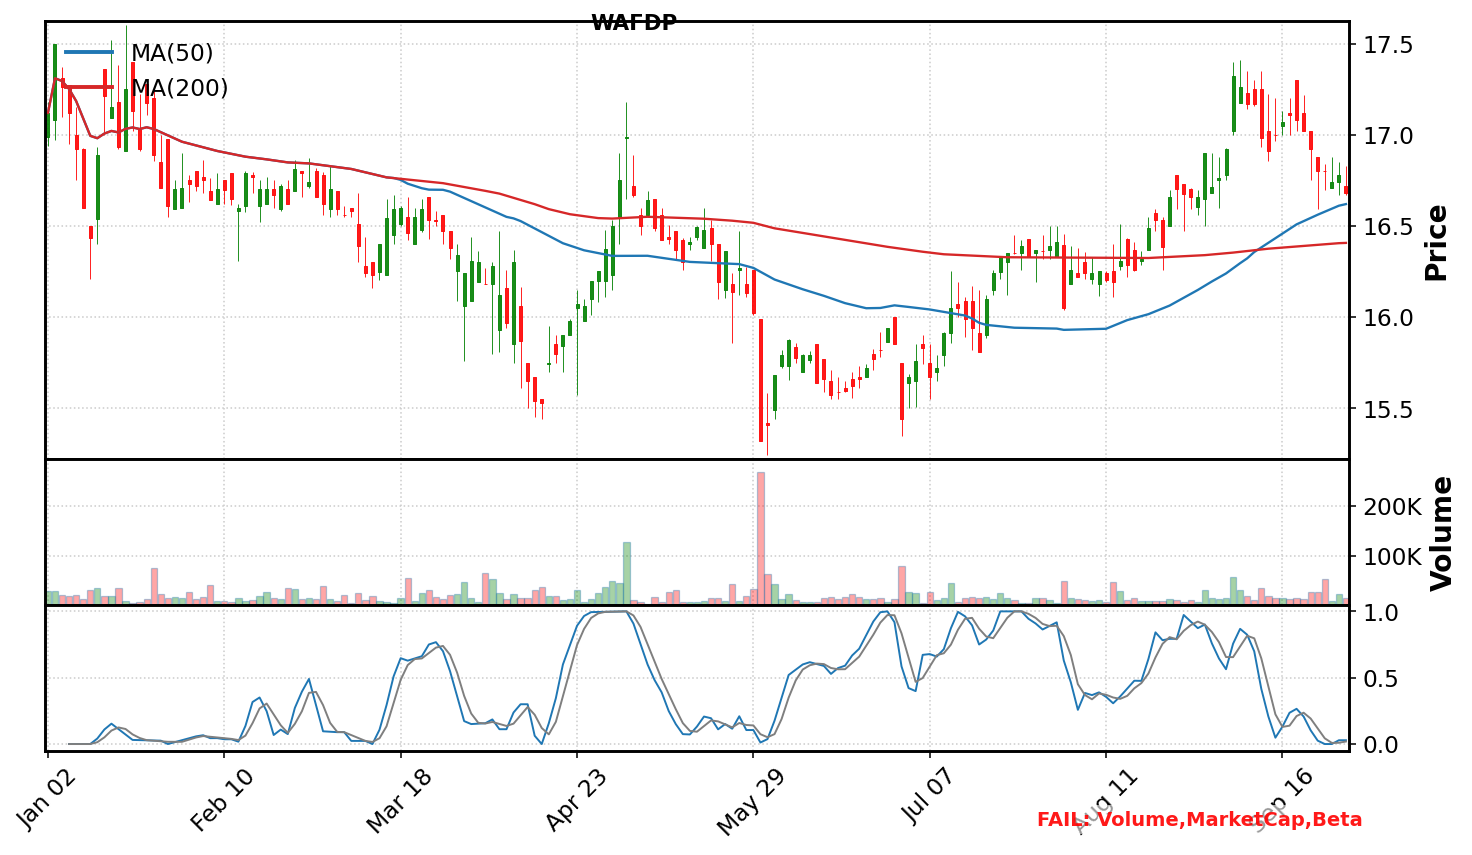 WAFDP
MA(50)
MA(200)
17.5
17.0
16.5
16.0
15.5
Price
200K
100K
Volume
1.0
0.5
0.0
Jan 02
Feb 10
Mar 18
Apr 23
May 29
Jul 07
Aug 11
Sep 16
FAIL: Volume,MarketCap,Beta